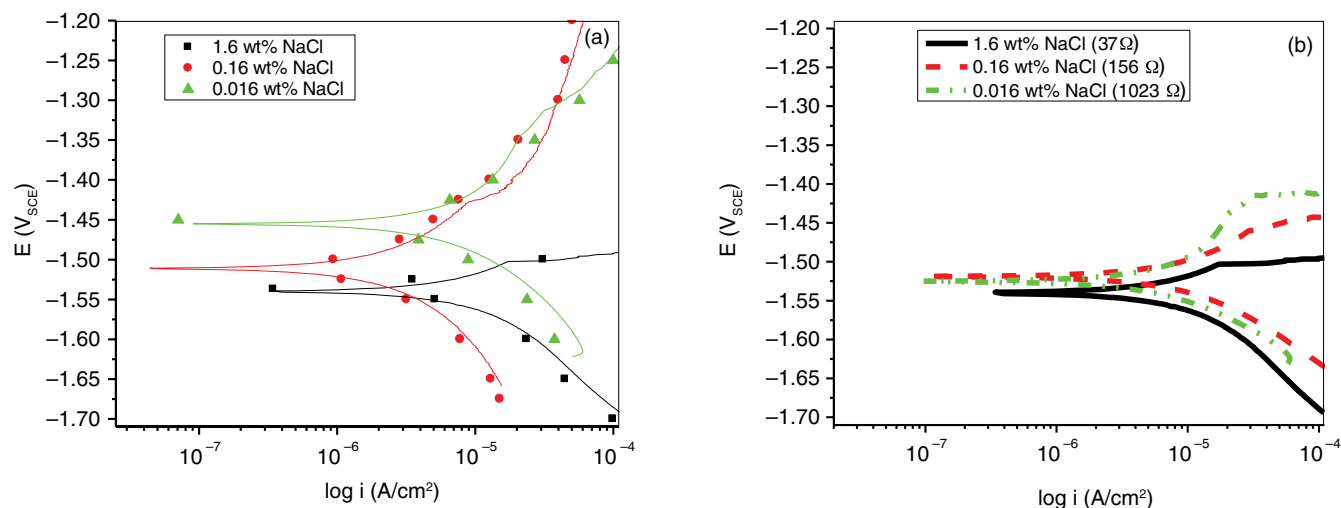 (a)
1.6 wt% NaCl
0.16 wt% NaCl
0.016 wt% NaCl
E (V_SCE)
−1.20
−1.25
−1.30
−1.35
−1.40
−1.45
−1.50
−1.55
−1.60
−1.65
−1.70
10⁻⁷
10⁻⁶
10⁻⁵
10⁻⁴
log i (A/cm²)
(b)
1.6 wt% NaCl (37Ω)
0.16 wt% NaCl (156 Ω)
0.016 wt% NaCl (1023 Ω)
E (V_SCE)
−1.20
−1.25
−1.30
−1.35
−1.40
−1.45
−1.50
−1.55
−1.60
−1.65
−1.70
10⁻⁷
10⁻⁶
10⁻⁵
10⁻⁴
log i (A/cm²)